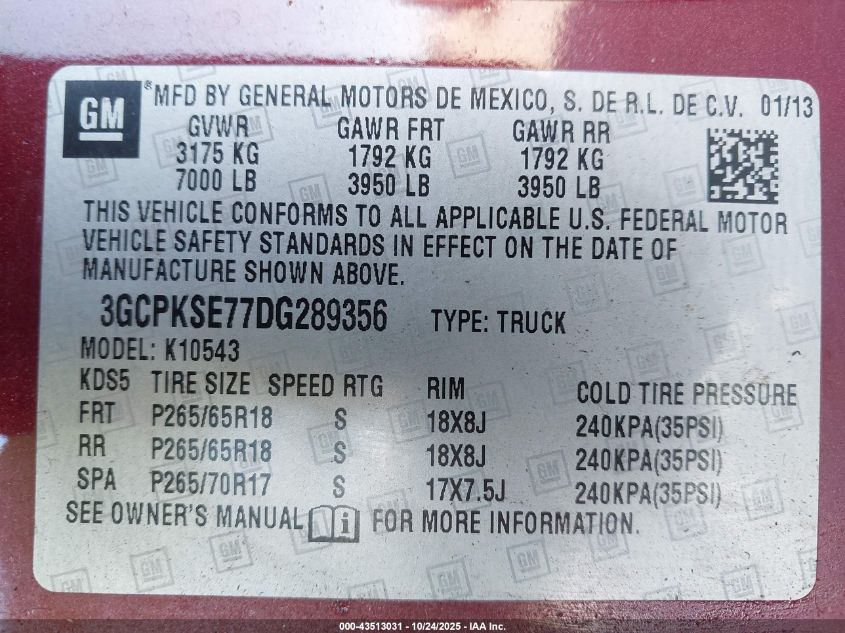 GM ®MFD BY GENERAL MOTORS DE MEXICO, S. DE R.L. DE C.V. 01/13
GVWR GAWR FRT GAWR RR
3175 KG 1792 KG 1792 KG
7000 LB 3950 LB 3950 LB
THIS VEHICLE CONFORMS TO ALL APPLICABLE U.S. FEDERAL MOTOR
VEHICLE SAFETY STANDARDS IN EFFECT ON THE DATE OF
MANUFACTURE SHOWN ABOVE.
3GCPKSE77DG289356 TYPE: TRUCK
MODEL: K10543
KDS5 TIRE SIZE SPEED RTG RIM COLD TIRE PRESSURE
FRT P265/65R18 S 18X8J 240KPA(35PSI)
RR P265/65R18 S 18X8J 240KPA(35PSI)
SPA P265/70R17 S 17X7.5J 240KPA(35PSI)
SEE OWNER'S MANUAL i FOR MORE INFORMATION.
000-43513031 - 10/24/2025 - IAA Inc.